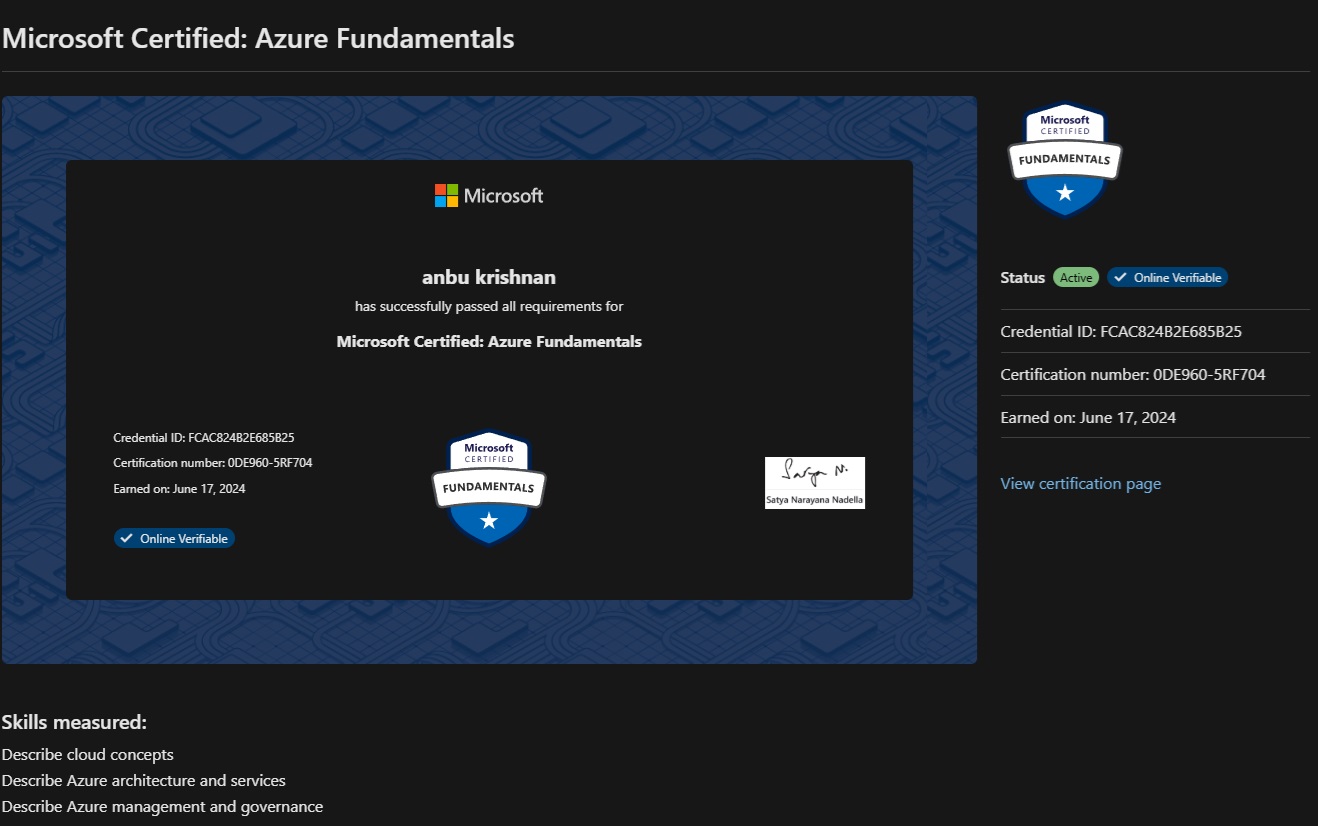 Microsoft Certified: Azure Fundamentals
Microsoft
anbu krishnan
has successfully passed all requirements for
Microsoft Certified: Azure Fundamentals
Credential ID: FCAC824B2E685B25
Certification number: 0DE960-5RF704
Earned on: June 17, 2024
Online Verifiable
Microsoft
CERTIFIED
FUNDAMENTALS
Satya N.
Satya Narayana Nadella
Microsoft
CERTIFIED
FUNDAMENTALS
Status Active Online Verifiable
Credential ID: FCAC824B2E685B25
Certification number: 0DE960-5RF704
Earned on: June 17, 2024
View certification page
Skills measured:
Describe cloud concepts
Describe Azure architecture and services
Describe Azure management and governance